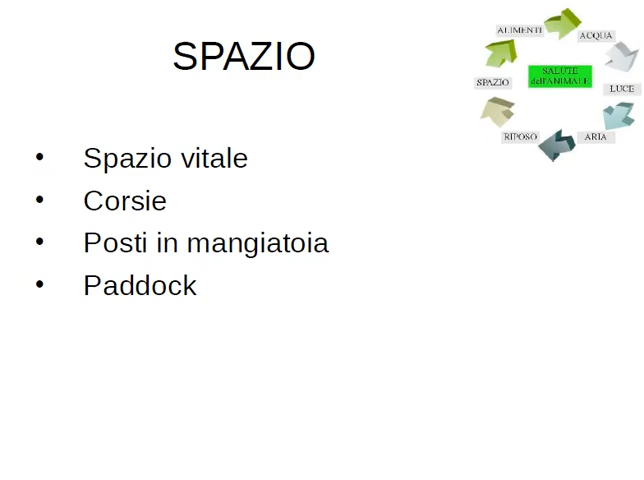 SPAZIO
ALIMENTI
ACQUA
SALUTE
dell'ANIMALE
SPAZIO
LUCE
RIPOSO
ARIA
• Spazio vitale
• Corsie
• Posti in mangiatoia
• Paddock